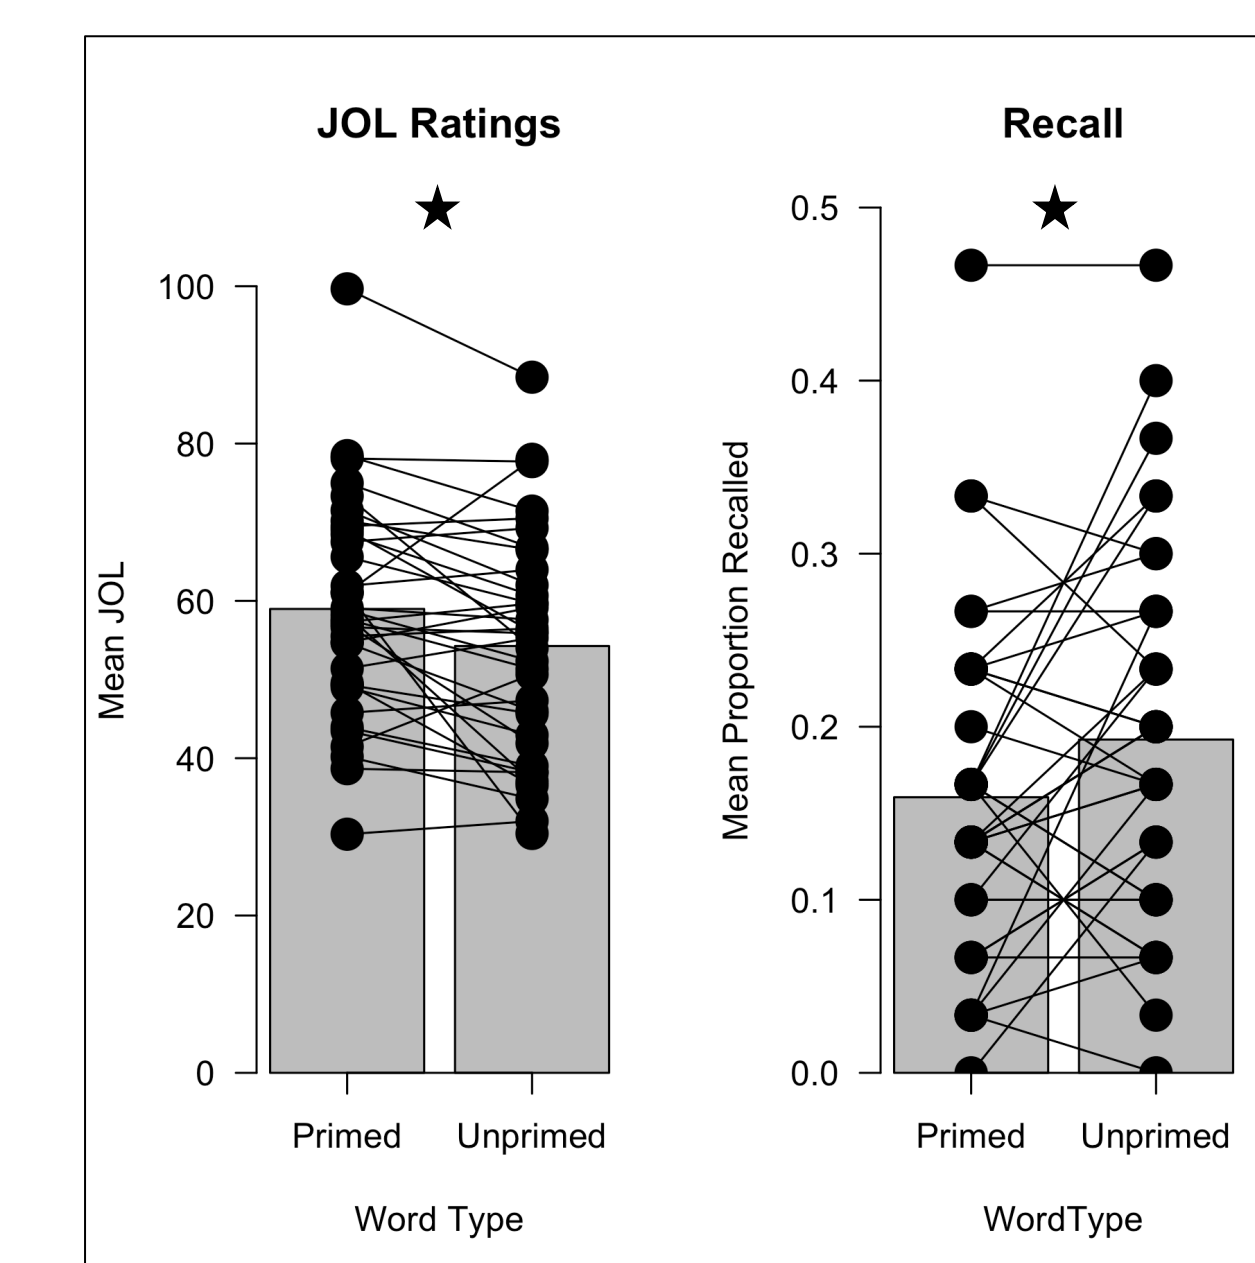 JOL Ratings
★
100
80
60
40
20
0
Mean JOL
Primed
Unprimed
Word Type
Recall
★
0.5
0.4
0.3
0.2
0.1
0.0
Mean Proportion Recalled
Primed
Unprimed
WordType